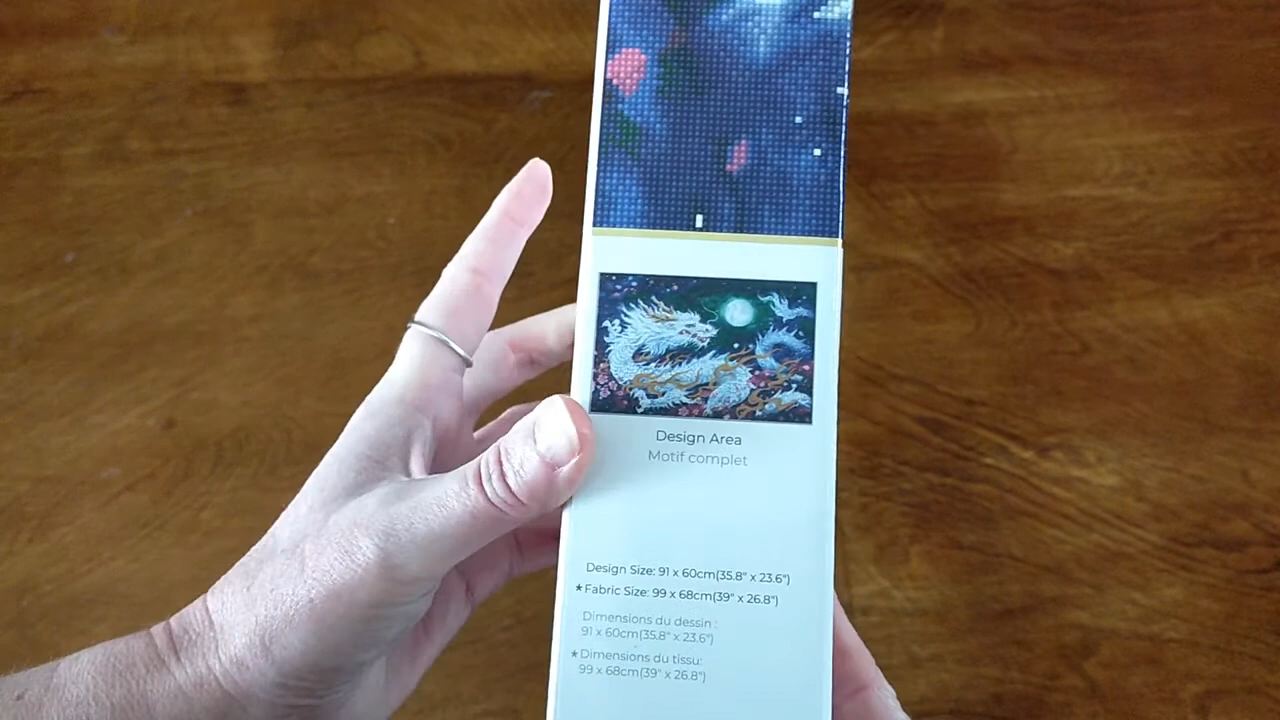 Design Area
Motif complet
Design Size: 91 x 60cm(35.8" x 23.6")
*Fabric Size: 99 x 68cm(39" x 26.8")
Dimensions du dessin :
91 x 60cm(35.8" x 23.6")
*Dimensions du tissu:
99 x 68cm(39" x 26.8")